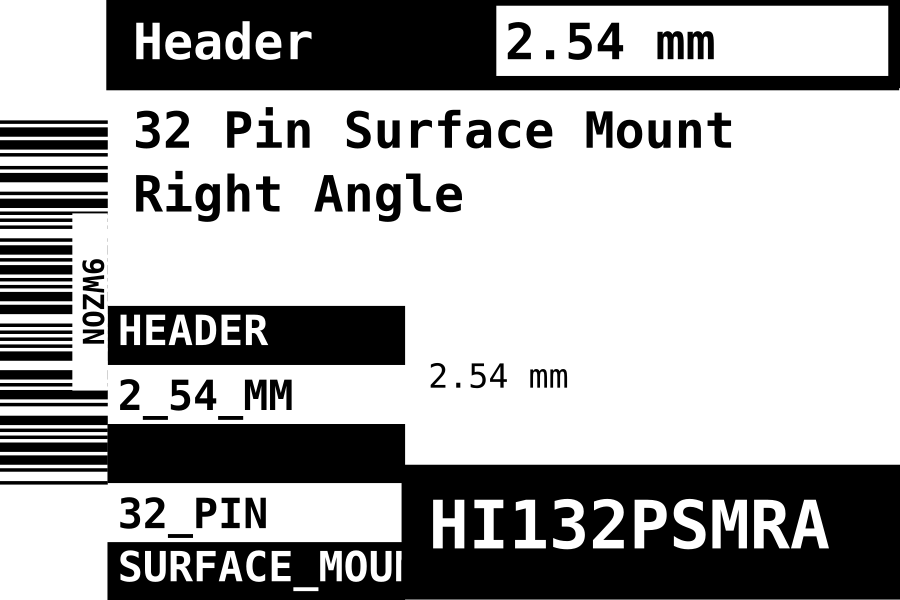 Header
2.54 mm
32 Pin Surface Mount
Right Angle
9WZON
HEADER
2_54_MM
2.54 mm
32_PIN
SURFACE_MOU
HI132PSMRA